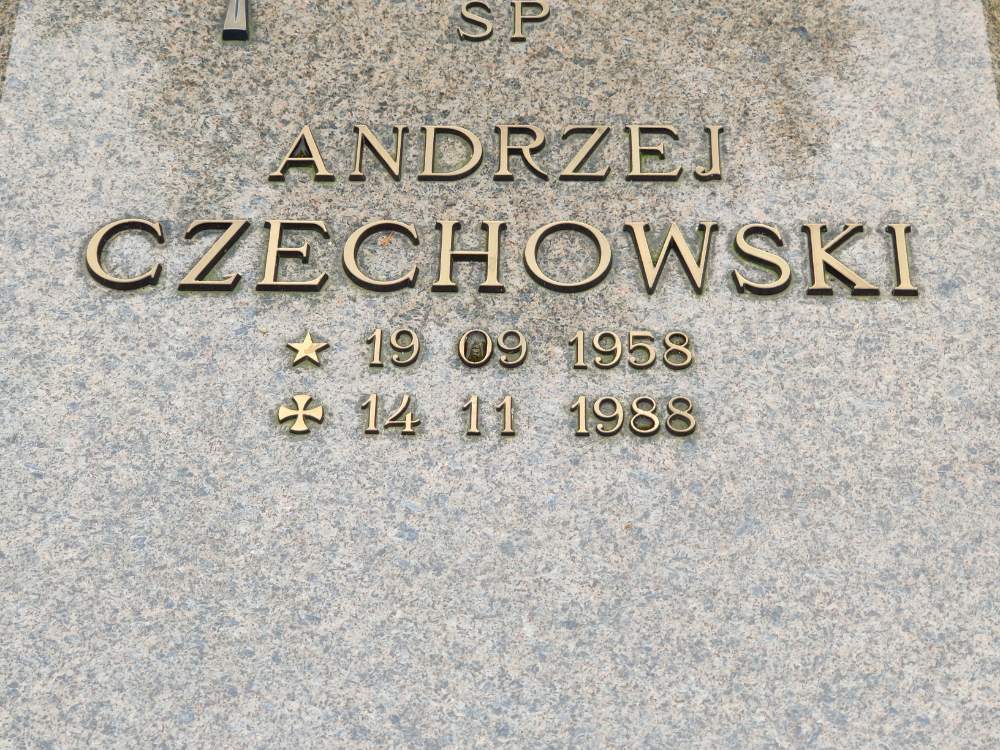 SP
ANDRZEJ
CZECHOWSKI
19 09 1958
14 11 1988